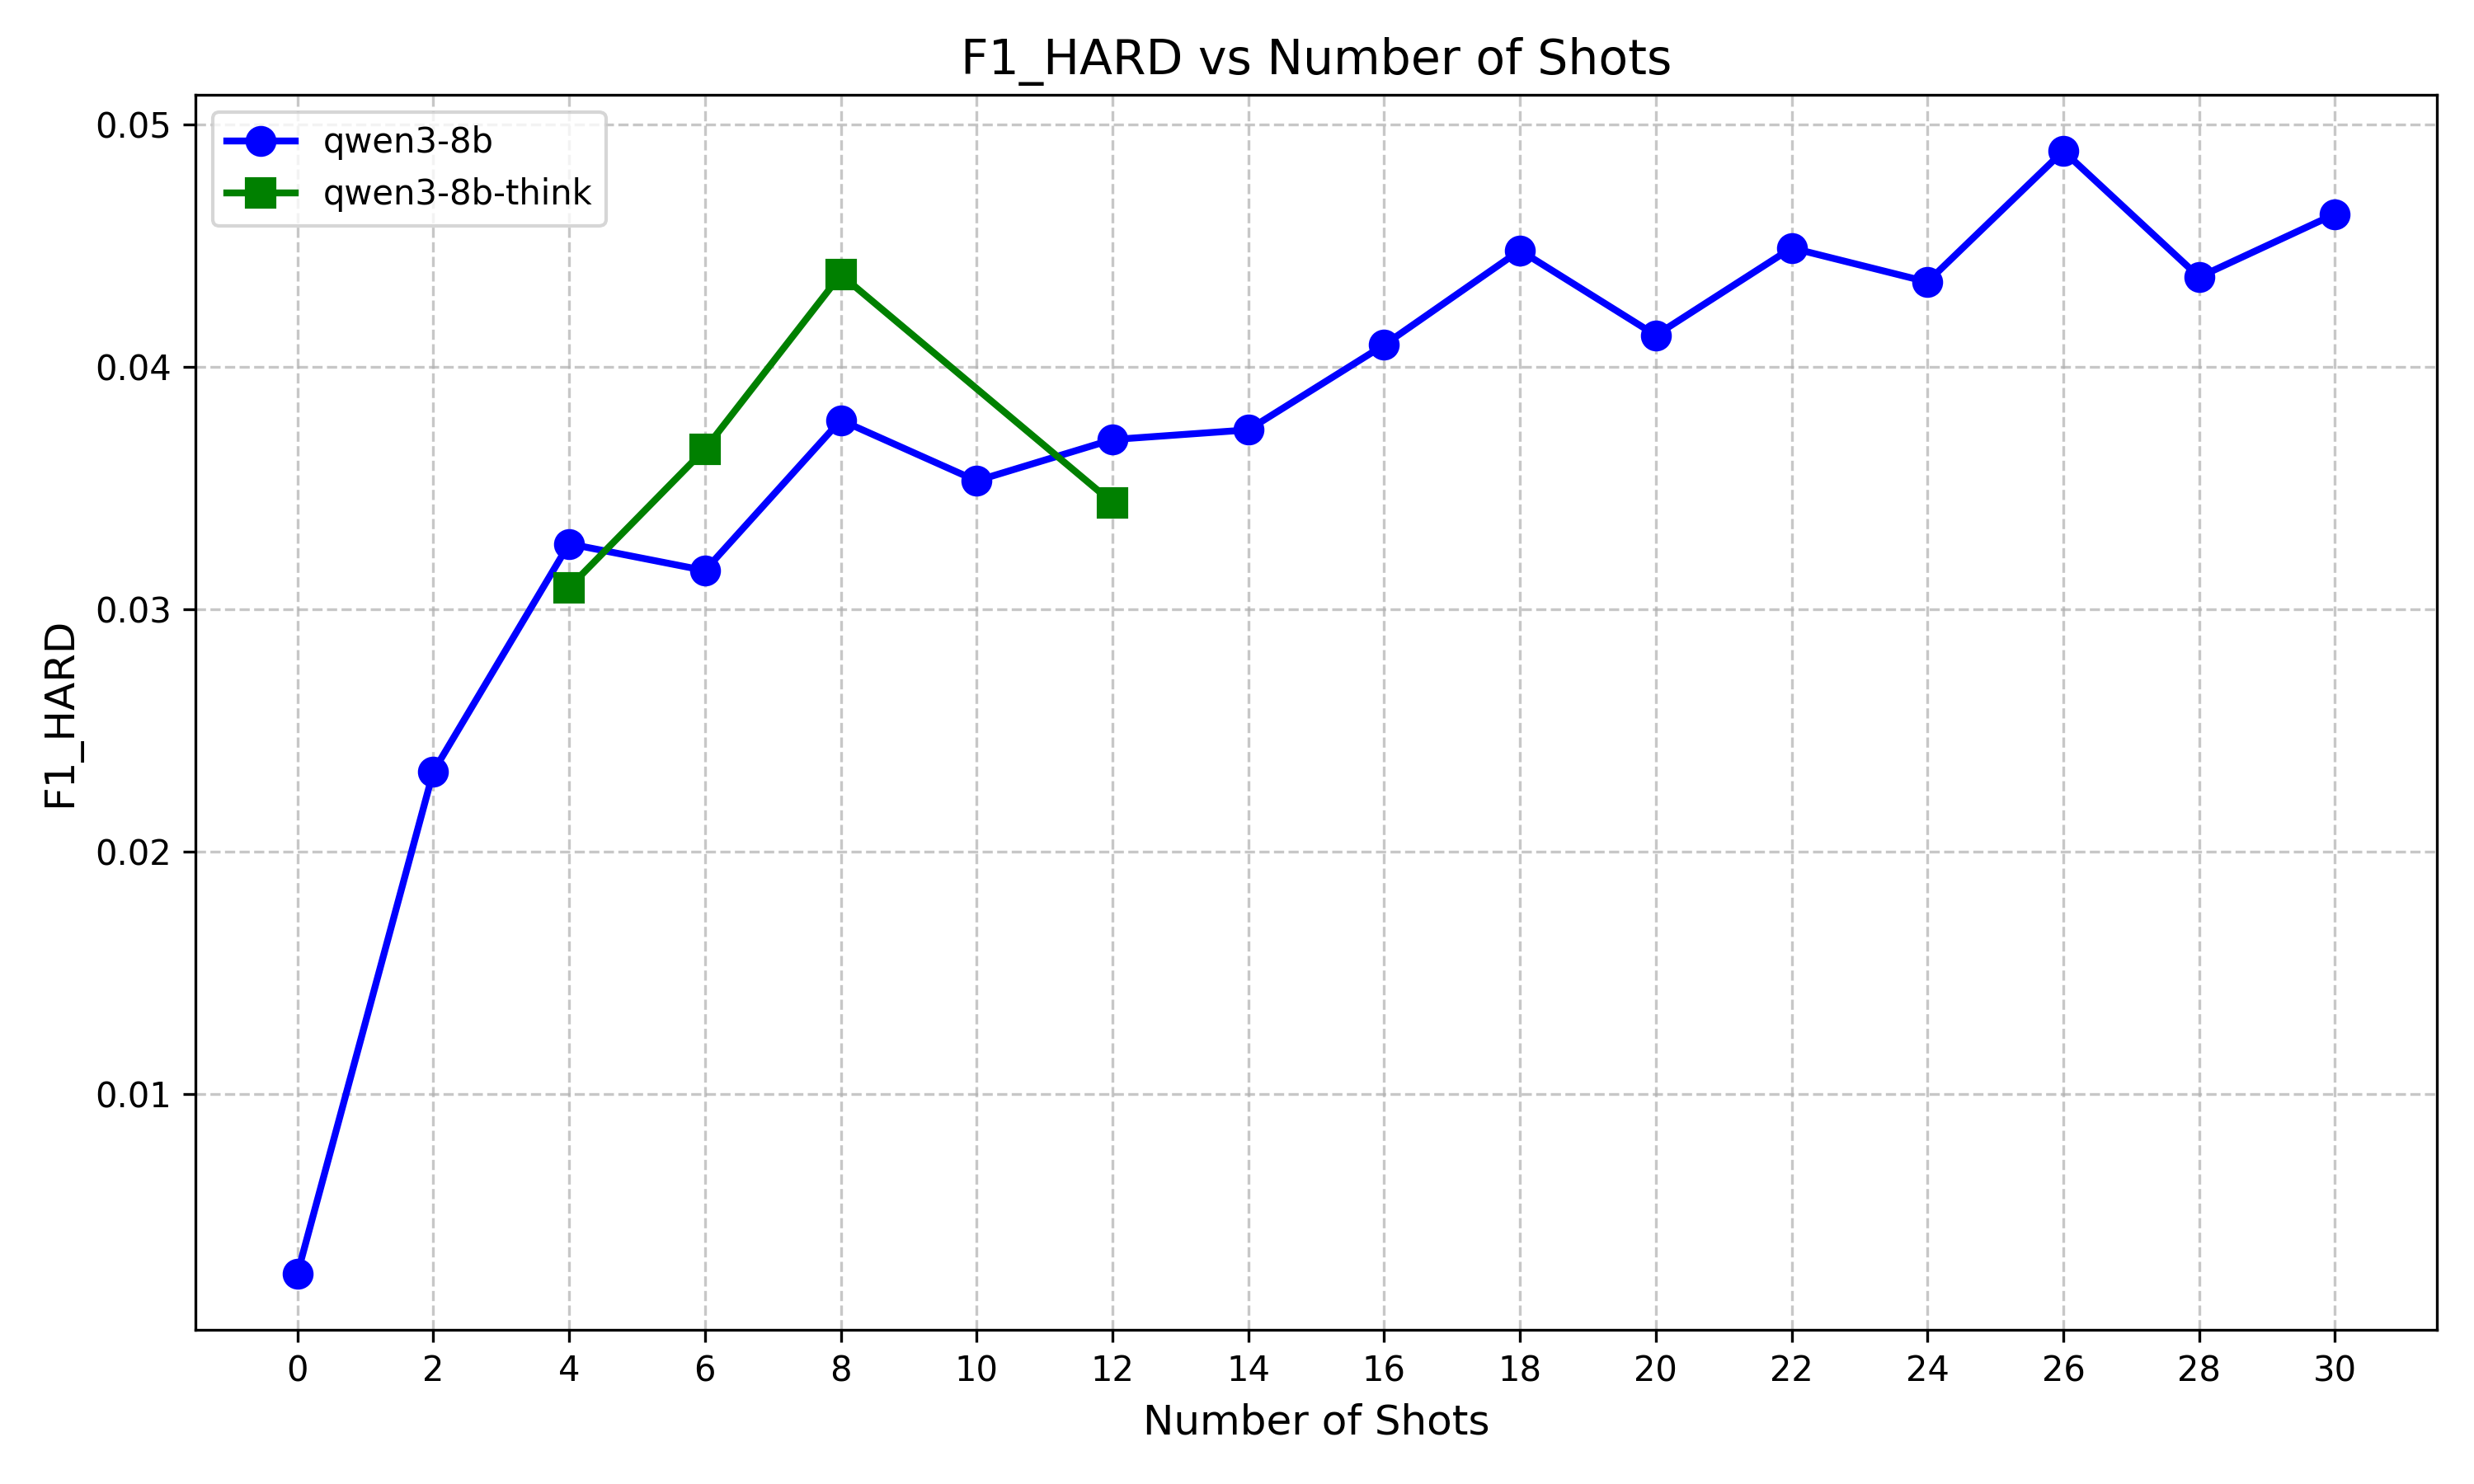 F1_HARD vs Number of Shots
qwen3-8b
qwen3-8b-think
0.05
0.04
0.03
0.02
0.01
F1_HARD
0 2 4 6 8 10 12 14 16 18 20 22 24 26 28 30
Number of Shots